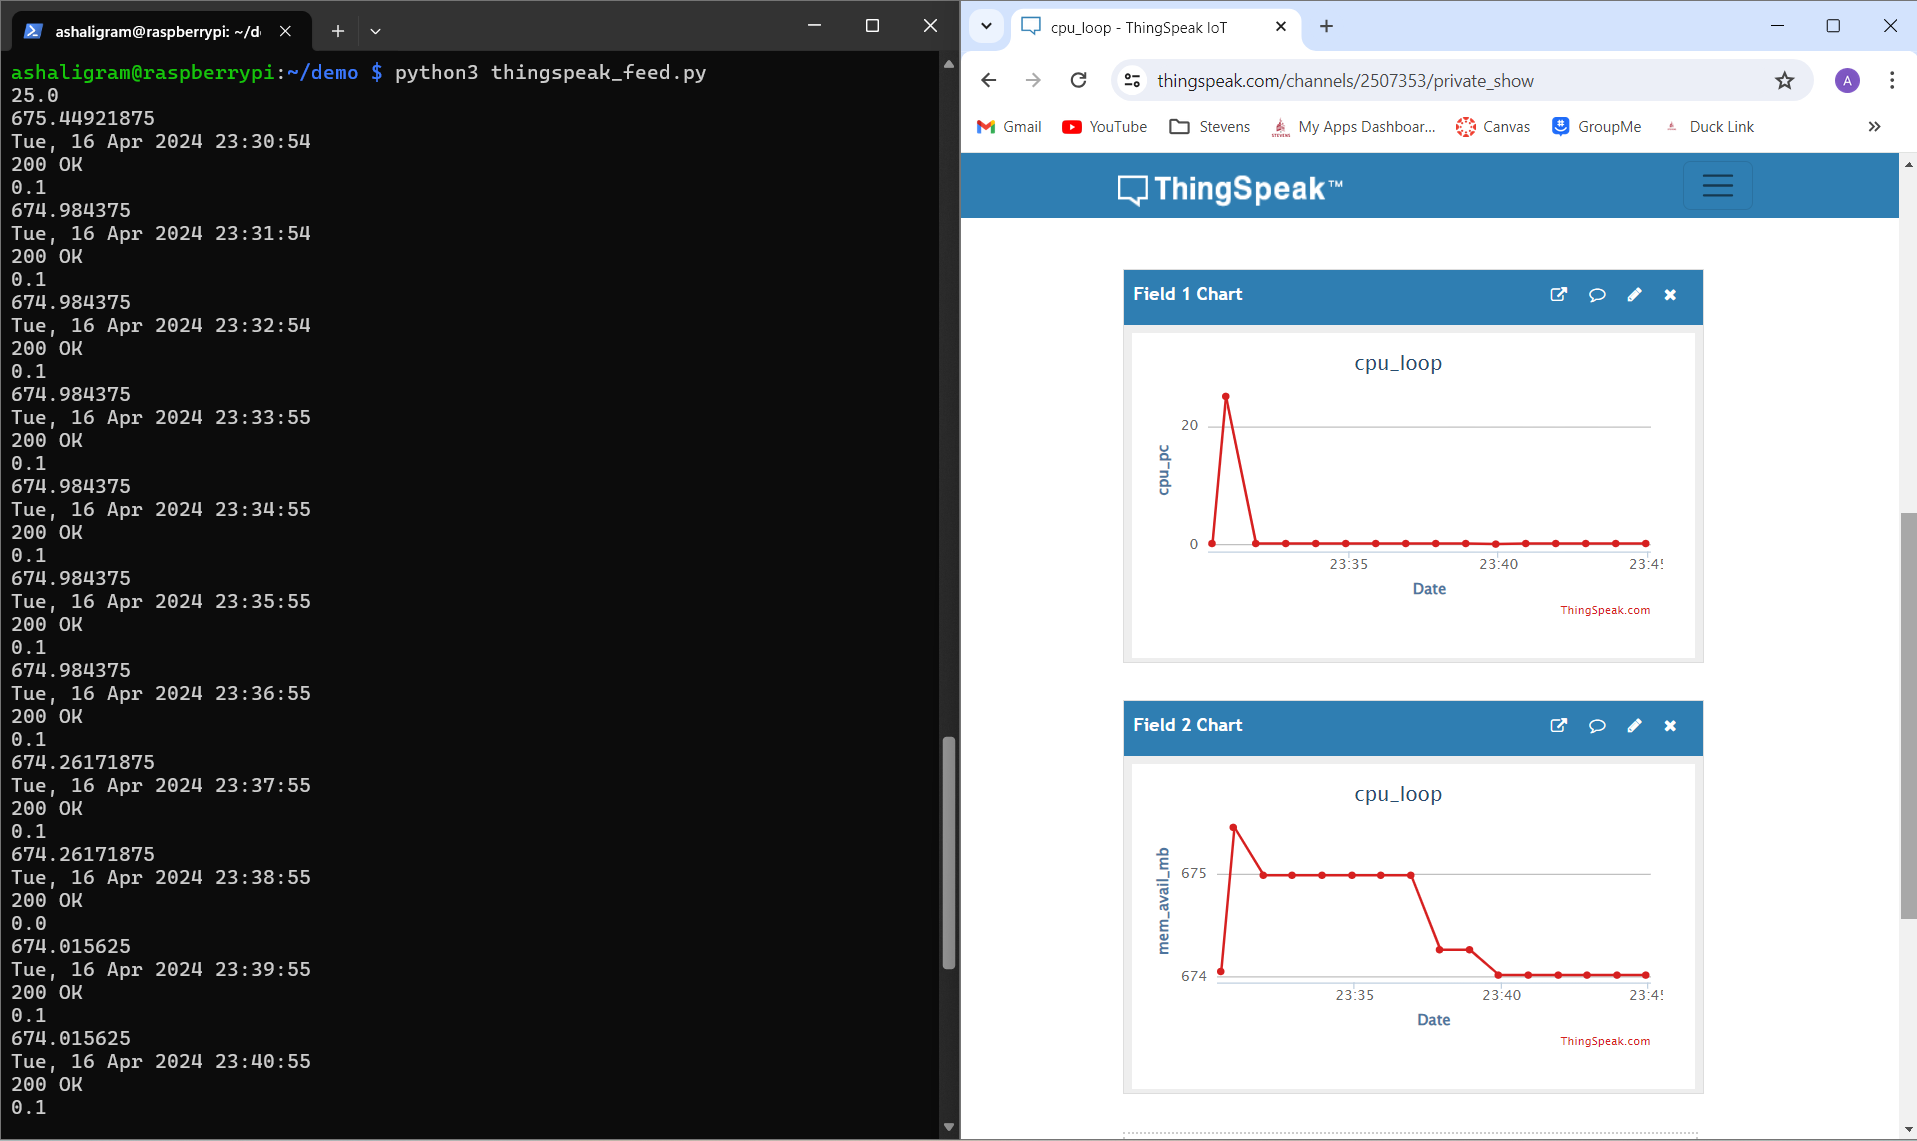 ashaligram@raspberrypi: ~/d
ashaligram@raspberrypi:~/demo $ python3 thingspeak_feed.py
25.0
675.44921875
Tue, 16 Apr 2024 23:30:54
200 OK
0.1
674.984375
Tue, 16 Apr 2024 23:31:54
200 OK
0.1
674.984375
Tue, 16 Apr 2024 23:32:54
200 OK
0.1
674.984375
Tue, 16 Apr 2024 23:33:55
200 OK
0.1
674.984375
Tue, 16 Apr 2024 23:34:55
200 OK
0.1
674.984375
Tue, 16 Apr 2024 23:35:55
200 OK
0.1
674.984375
Tue, 16 Apr 2024 23:36:55
200 OK
0.1
674.26171875
Tue, 16 Apr 2024 23:37:55
200 OK
0.1
674.26171875
Tue, 16 Apr 2024 23:38:55
200 OK
0.0
674.015625
Tue, 16 Apr 2024 23:39:55
200 OK
0.1
674.015625
Tue, 16 Apr 2024 23:40:55
200 OK
0.1
cpu_loop - ThingSpeak IoT
thingspeak.com/channels/2507353/private_show
A
Gmail YouTube Stevens My Apps Dashboar... Canvas GroupMe Duck Link
ThingSpeak™
Field 1 Chart
cpu_loop
20
cpu_pc
0
23:35 23:40
Date
ThingSpeak.com
Field 2 Chart
cpu_loop
675
mem_avail_mb
674
23:35 23:40
Date
ThingSpeak.com